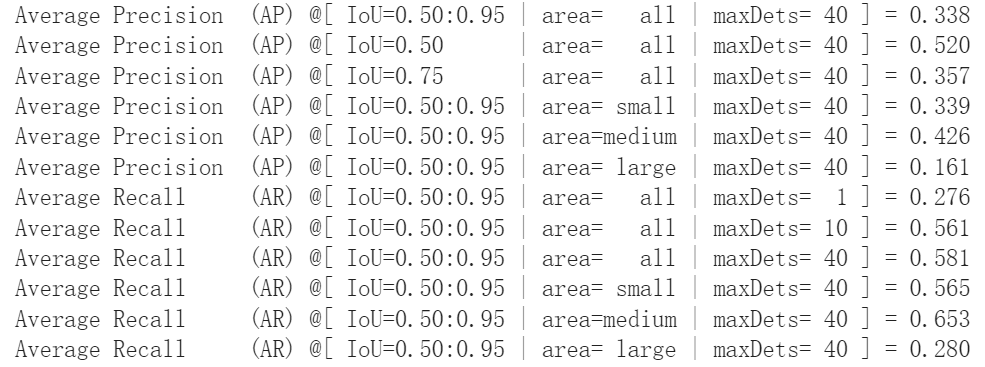 Average Precision  (AP) @[ IoU=0.50:0.95 | area=   all | maxDets= 40 ] = 0.338
Average Precision  (AP) @[ IoU=0.50      | area=   all | maxDets= 40 ] = 0.520
Average Precision  (AP) @[ IoU=0.75      | area=   all | maxDets= 40 ] = 0.357
Average Precision  (AP) @[ IoU=0.50:0.95 | area= small | maxDets= 40 ] = 0.339
Average Precision  (AP) @[ IoU=0.50:0.95 | area=medium | maxDets= 40 ] = 0.426
Average Precision  (AP) @[ IoU=0.50:0.95 | area= large | maxDets= 40 ] = 0.161
Average Recall     (AR) @[ IoU=0.50:0.95 | area=   all | maxDets=  1 ] = 0.276
Average Recall     (AR) @[ IoU=0.50:0.95 | area=   all | maxDets= 10 ] = 0.561
Average Recall     (AR) @[ IoU=0.50:0.95 | area=   all | maxDets= 40 ] = 0.581
Average Recall     (AR) @[ IoU=0.50:0.95 | area= small | maxDets= 40 ] = 0.565
Average Recall     (AR) @[ IoU=0.50:0.95 | area=medium | maxDets= 40 ] = 0.653
Average Recall     (AR) @[ IoU=0.50:0.95 | area= large | maxDets= 40 ] = 0.280